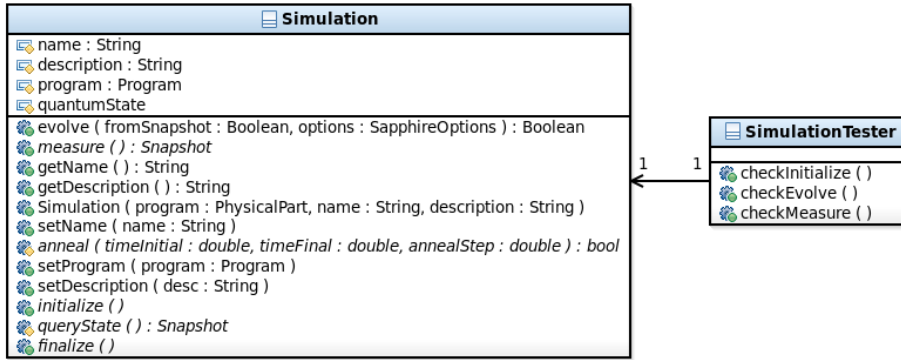 Simulation
name : String
description : String
program : Program
quantumState
evolve ( fromSnapshot : Boolean, options : SapphireOptions ) : Boolean
measure ( ) : Snapshot
getName ( ) : String
getDescription ( ) : String
Simulation ( program : PhysicalPart, name : String, description : String )
setName ( name : String )
anneal ( timeInitial : double, timeFinal : double, annealStep : double ) : bool
setProgram ( program : Program )
setDescription ( desc : String )
initialize ( )
queryState ( ) : Snapshot
finalize ( )
1 1
SimulationTester
checkInitialize ( )
checkEvolve ( )
checkMeasure ( )